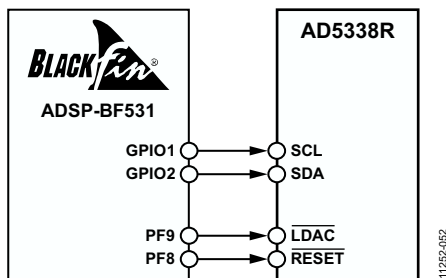 AD5338R
BLACKfin®
ADSP-BF531
GPIO1 SCL
GPIO2 SDA
PF9 LDAC
PF8 RESET
11252-052